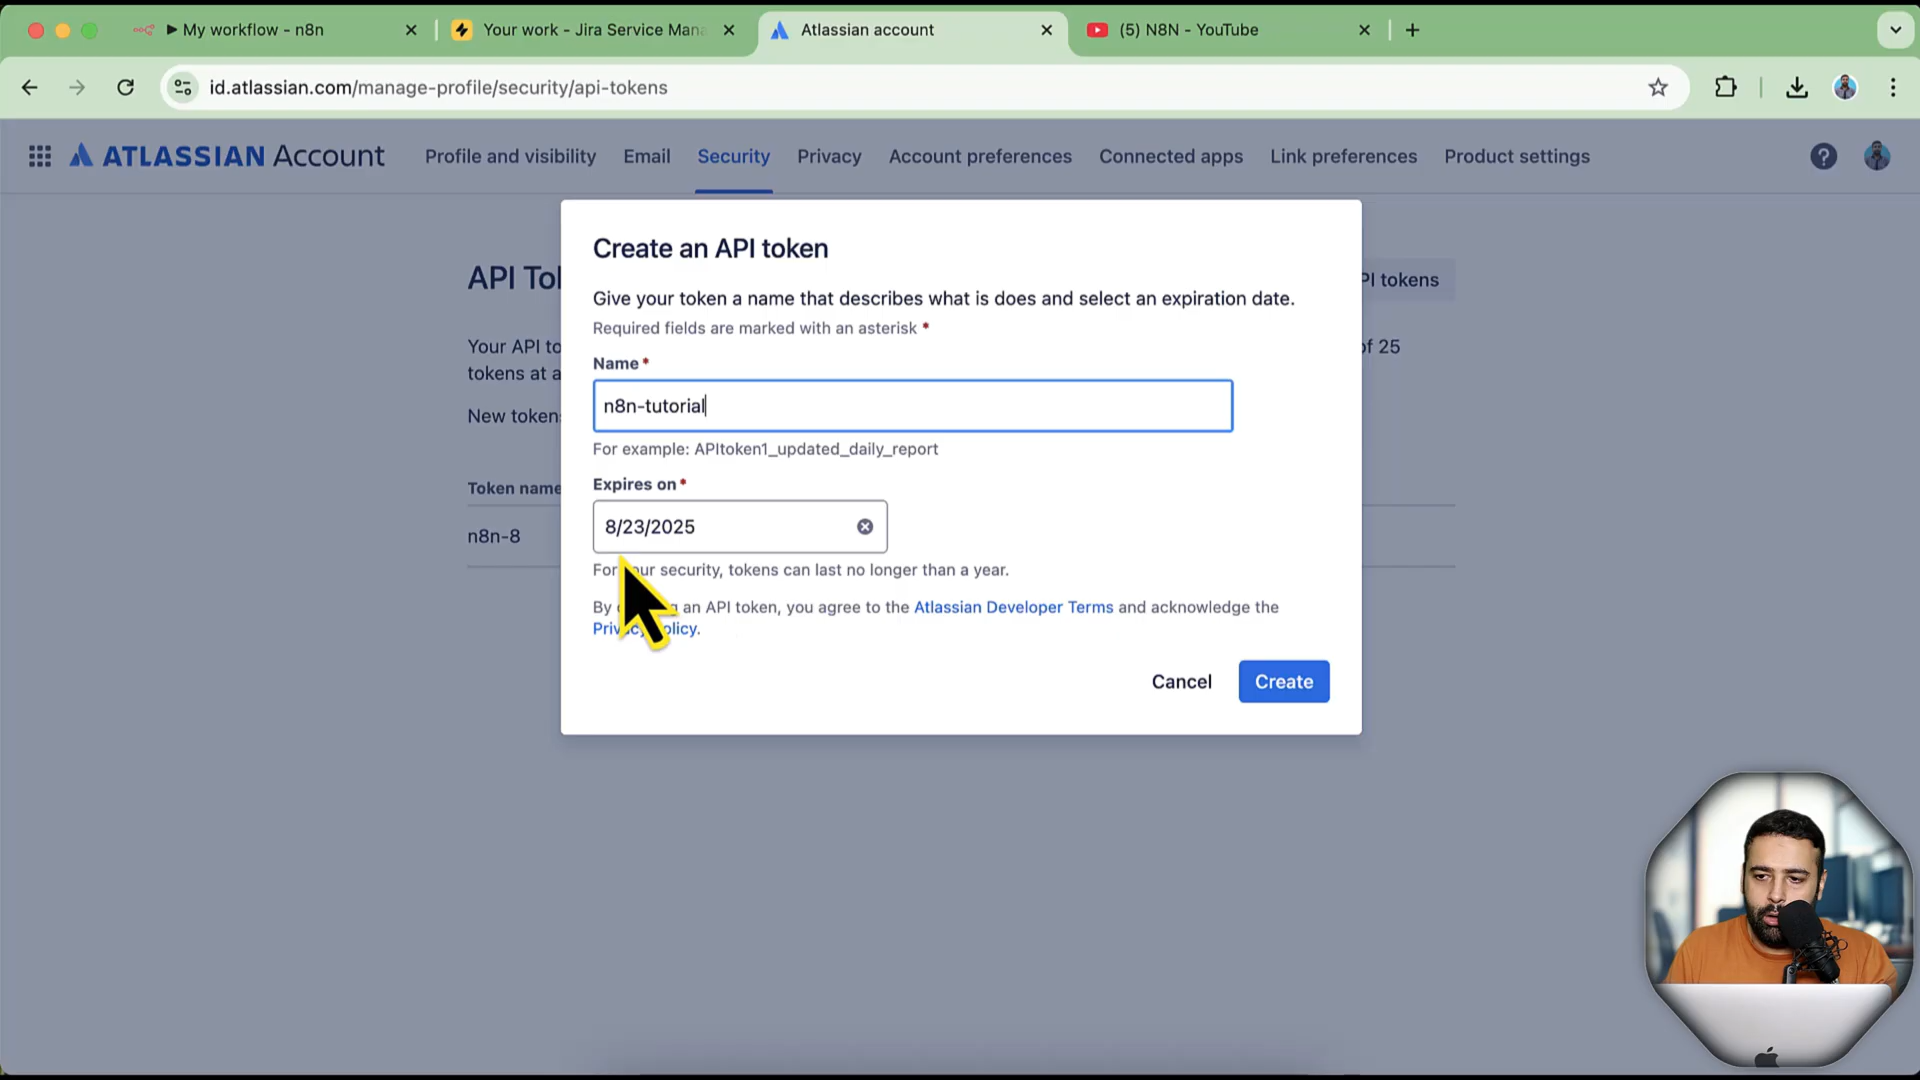 My workflow - n8n
Your work - Jira Service Mana
Atlassian account
(5) N8N - YouTube
id.atlassian.com/manage-profile/security/api-tokens
ATLASSIAN Account
Profile and visibility
Email
Security
Privacy
Account preferences
Connected apps
Link preferences
Product settings
?
API Tok
PI tokens
Your API to
of 25
tokens at a
New token
Token name
n8n-8
Create an API token
Give your token a name that describes what is does and select an expiration date.
Required fields are marked with an asterisk *
Name *
n8n-tutorial
For example: APItoken1_updated_daily_report
Expires on *
8/23/2025
For your security, tokens can last no longer than a year.
By an API token, you agree to the Atlassian Developer Terms and acknowledge the
Privacy Policy.
Cancel
Create